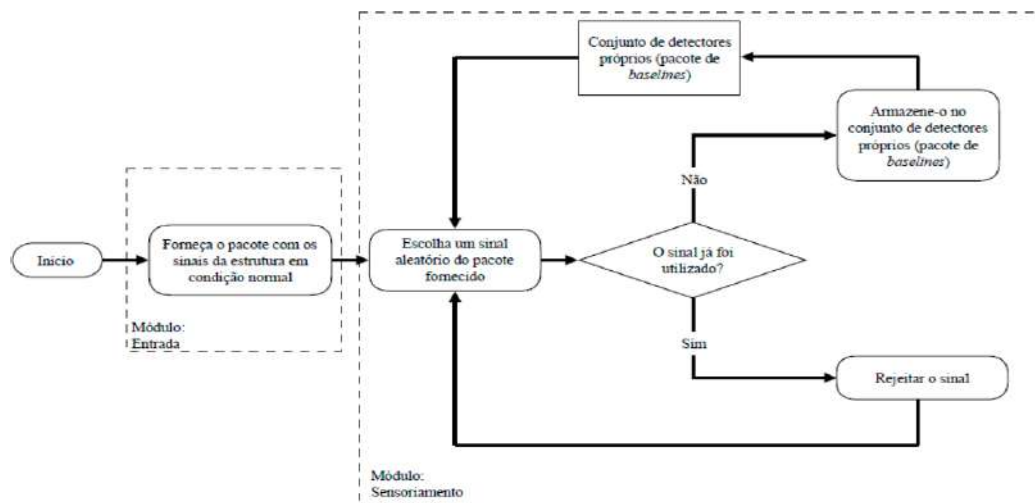 Conjunto de detectores
próprios (pacote de
baselines)
Armazene-o no
conjunto de detectores
próprios (pacote de
baselines)
Não
Início
Forneça o pacote com os
sinais da estrutura em
condição normal
Escolha um sinal
aleatório do pacote
fornecido
O sinal já foi
utilizado?
Módulo:
Entrada
Sim
Rejeitar o sinal
Módulo:
Sensoriamento